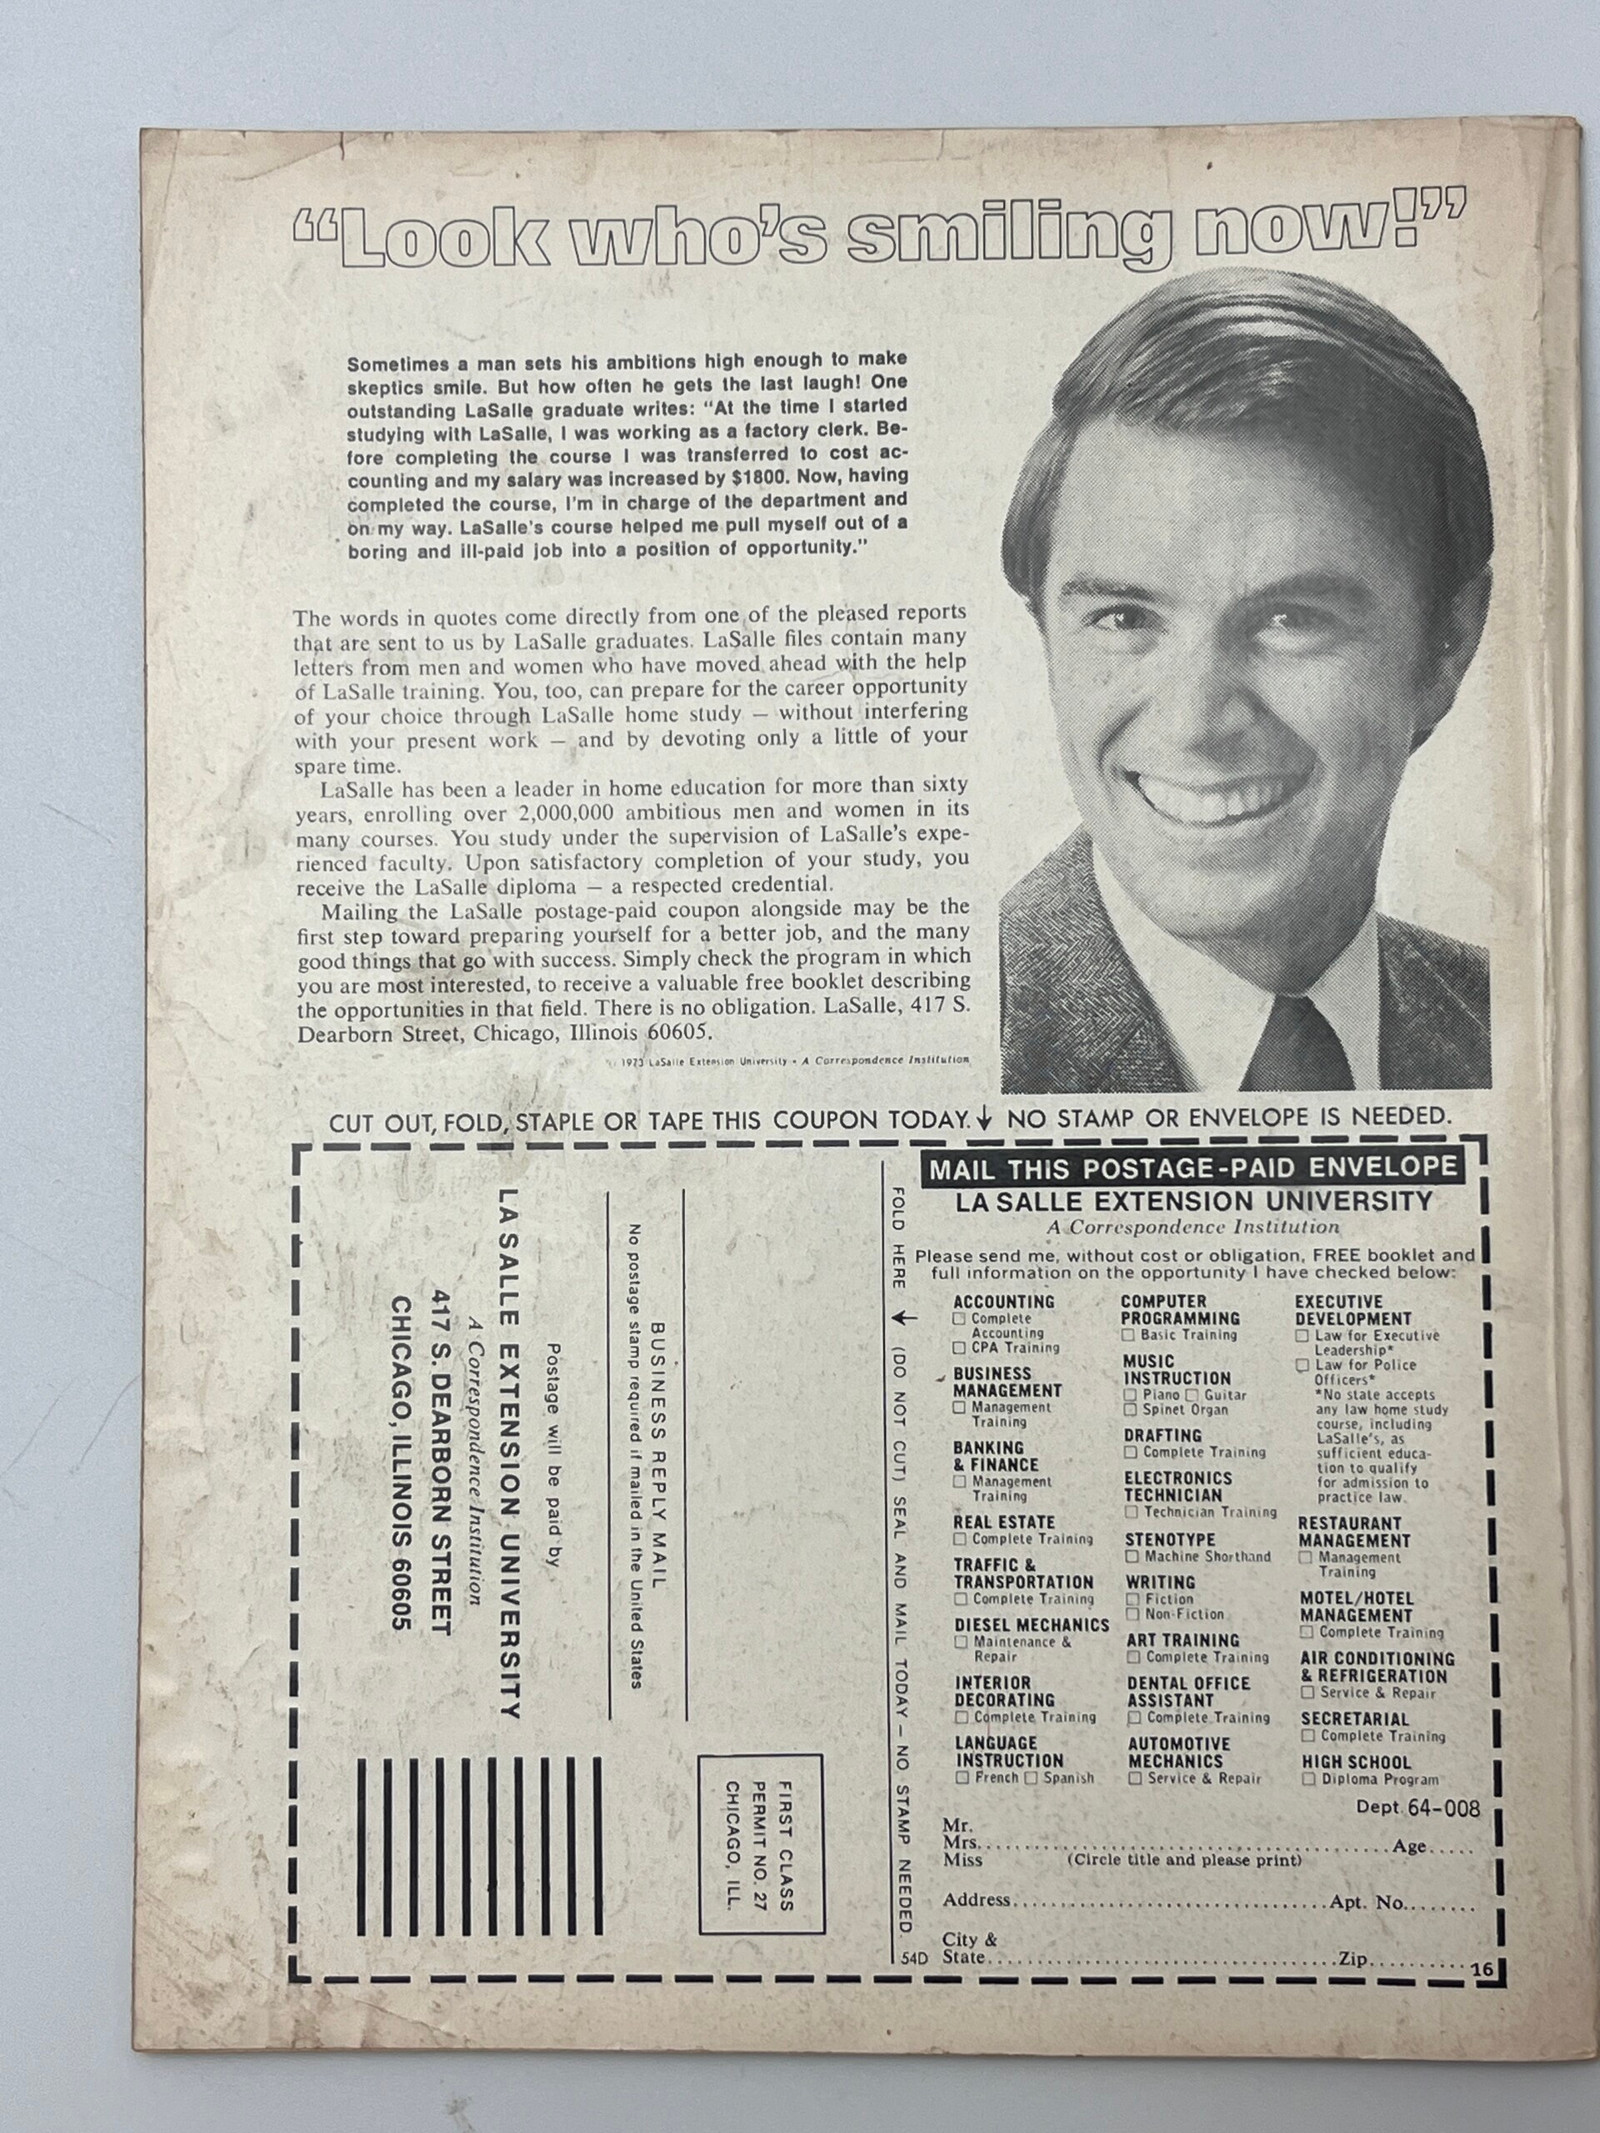 “Look who’s smiling now!”
Sometimes a man sets his ambitions high enough to make
skeptics smile. But how often he gets the last laugh! One
outstanding LaSalle graduate writes: “At the time I started
studying with LaSalle, I was working as a factory clerk. Be-
fore completing the course I was transferred to cost ac-
counting and my salary was increased by $1800. Now, having
completed the course, I’m in charge of the department and
on my way. LaSalle’s course helped me pull myself out of a
boring and ill-paid job into a position of opportunity.”
The words in quotes come directly from one of the pleased reports
that are sent to us by LaSalle graduates. LaSalle files contain many
letters from men and women who have moved ahead with the help
of LaSalle training. You, too, can prepare for the career opportunity
of your choice through LaSalle home study — without interfering
with your present work — and by devoting only a little of your
spare time.
LaSalle has been a leader in home education for more than sixty
years, enrolling over 2,000,000 ambitious men and women in its
many courses. You study under the supervision of LaSalle’s expe-
rienced faculty. Upon satisfactory completion of your study, you
receive the LaSalle diploma — a respected credential.
Mailing the LaSalle postage-paid coupon alongside may be the
first step toward preparing yourself for a better job, and the many
good things that go with success. Simply check the program in which
you are most interested, to receive a valuable free booklet describing
the opportunities in that field. There is no obligation. LaSalle, 417 S.
Dearborn Street, Chicago, Illinois 60605.
1973 LaSalle Extension University • A Correspondence Institution
CUT OUT, FOLD, STAPLE OR TAPE THIS COUPON TODAY. ↓ NO STAMP OR ENVELOPE IS NEEDED.
FIRST CLASS
PERMIT NO. 27
CHICAGO, ILL.
BUSINESS REPLY MAIL
No postage stamp required if mailed in the United States
Postage will be paid by
LA SALLE EXTENSION UNIVERSITY
A Correspondence Institution
417 S. DEARBORN STREET
CHICAGO, ILLINOIS 60605
FOLD HERE ↓ (DO NOT CUT) SEAL AND MAIL TODAY — NO STAMP NEEDED.
MAIL THIS POSTAGE-PAID ENVELOPE
LA SALLE EXTENSION UNIVERSITY
A Correspondence Institution
Please send me, without cost or obligation, FREE booklet and
full information on the opportunity I have checked below:
ACCOUNTING
☐ Complete
Accounting
☐ CPA Training
BUSINESS
MANAGEMENT
☐ Management
Training
BANKING
& FINANCE
☐ Management
Training
REAL ESTATE
☐ Complete Training
TRAFFIC &
TRANSPORTATION
☐ Complete Training
DIESEL MECHANICS
☐ Maintenance &
Repair
INTERIOR
DECORATING
☐ Complete Training
LANGUAGE
INSTRUCTION
☐ French ☐ Spanish
COMPUTER
PROGRAMMING
☐ Basic Training
MUSIC
INSTRUCTION
☐ Piano ☐ Guitar
☐ Spinet Organ
DRAFTING
☐ Complete Training
ELECTRONICS
TECHNICIAN
☐ Technician Training
STENOTYPE
☐ Machine Shorthand
WRITING
☐ Fiction
☐ Non-Fiction
ART TRAINING
☐ Complete Training
DENTAL OFFICE
ASSISTANT
☐ Complete Training
AUTOMOTIVE
MECHANICS
☐ Service & Repair
EXECUTIVE
DEVELOPMENT
☐ Law for Executive
Leadership*
☐ Law for Police
Officers*
*No state accepts
any law home study
course, including
LaSalle’s, as
sufficient educa-
tion to qualify
for admission to
practice law.
RESTAURANT
MANAGEMENT
☐ Management
Training
MOTEL/HOTEL
MANAGEMENT
☐ Complete Training
AIR CONDITIONING
& REFRIGERATION
☐ Service & Repair
SECRETARIAL
☐ Complete Training
HIGH SCHOOL
☐ Diploma Program
Dept. 64-008
Mr.
Mrs. Age
Miss (Circle title and please print)
Address Apt. No.
City &
54D State Zip 16